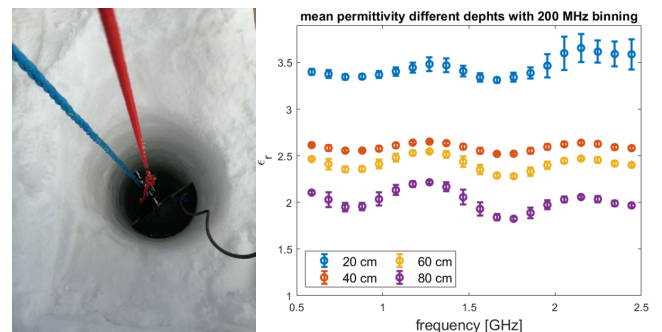 mean permittivity different dephts with 200 MHz binning
3.5
3
2.5
2
1.5
1
ϵr
20 cm
60 cm
40 cm
80 cm
0.5
1
1.5
2
2.5
frequency [GHz]